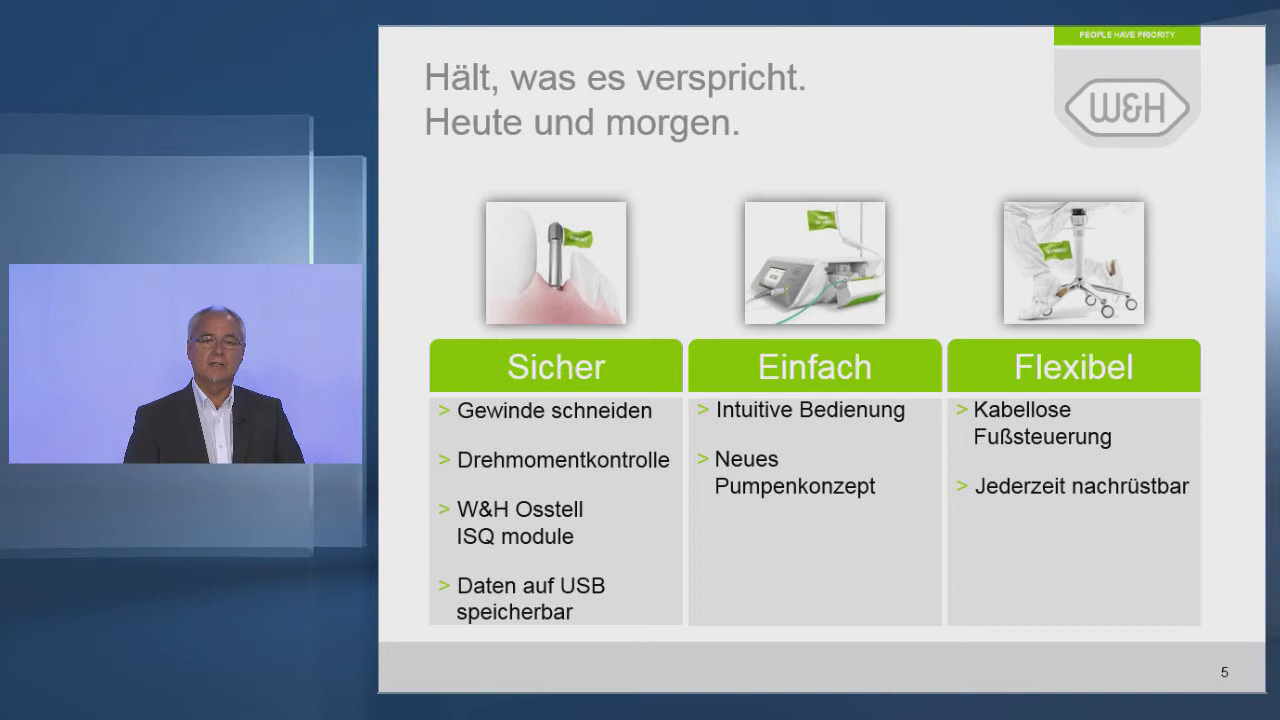 PEOPLE HAVE PRIORITY
W&H
Hält, was es verspricht.
Heute und morgen.
Sicher
> Gewinde schneiden
> Drehmomentkontrolle
> W&H Osstell
ISQ module
> Daten auf USB
speicherbar
Einfach
> Intuitive Bedienung
> Neues
Pumpenkonzept
Flexibel
> Kabellose
Fußsteuerung
> Jederzeit nachrüstbar
5